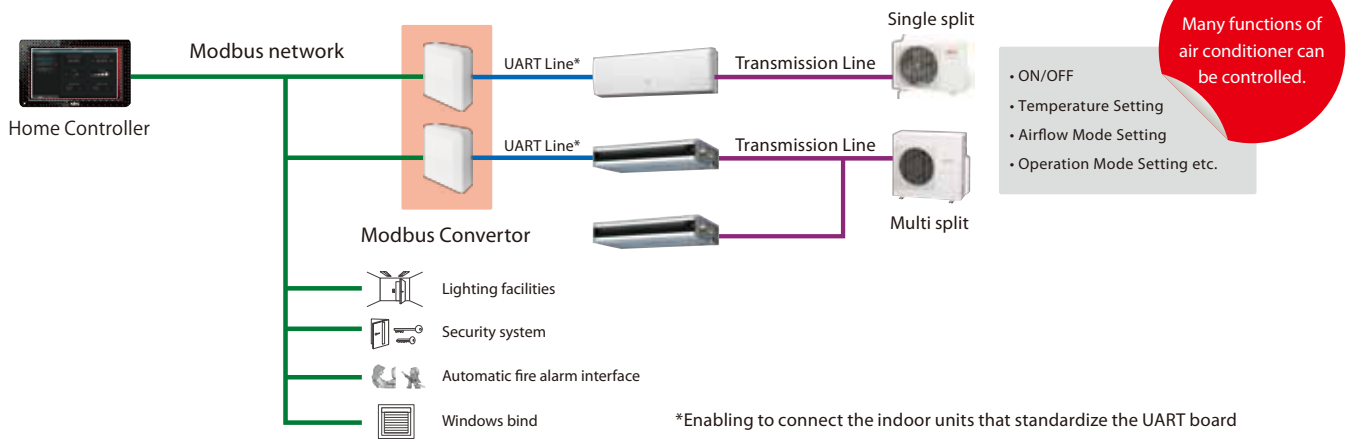 Single split
Many functions of
air conditioner can
be controlled.
Modbus network
UART Line*
Transmission Line
• ON/OFF
• Temperature Setting
• Airflow Mode Setting
• Operation Mode Setting etc.
Home Controller
UART Line*
Transmission Line
Multi split
Modbus Convertor
Lighting facilities
Security system
Automatic fire alarm interface
Windows bind
*Enabling to connect the indoor units that standardize the UART board